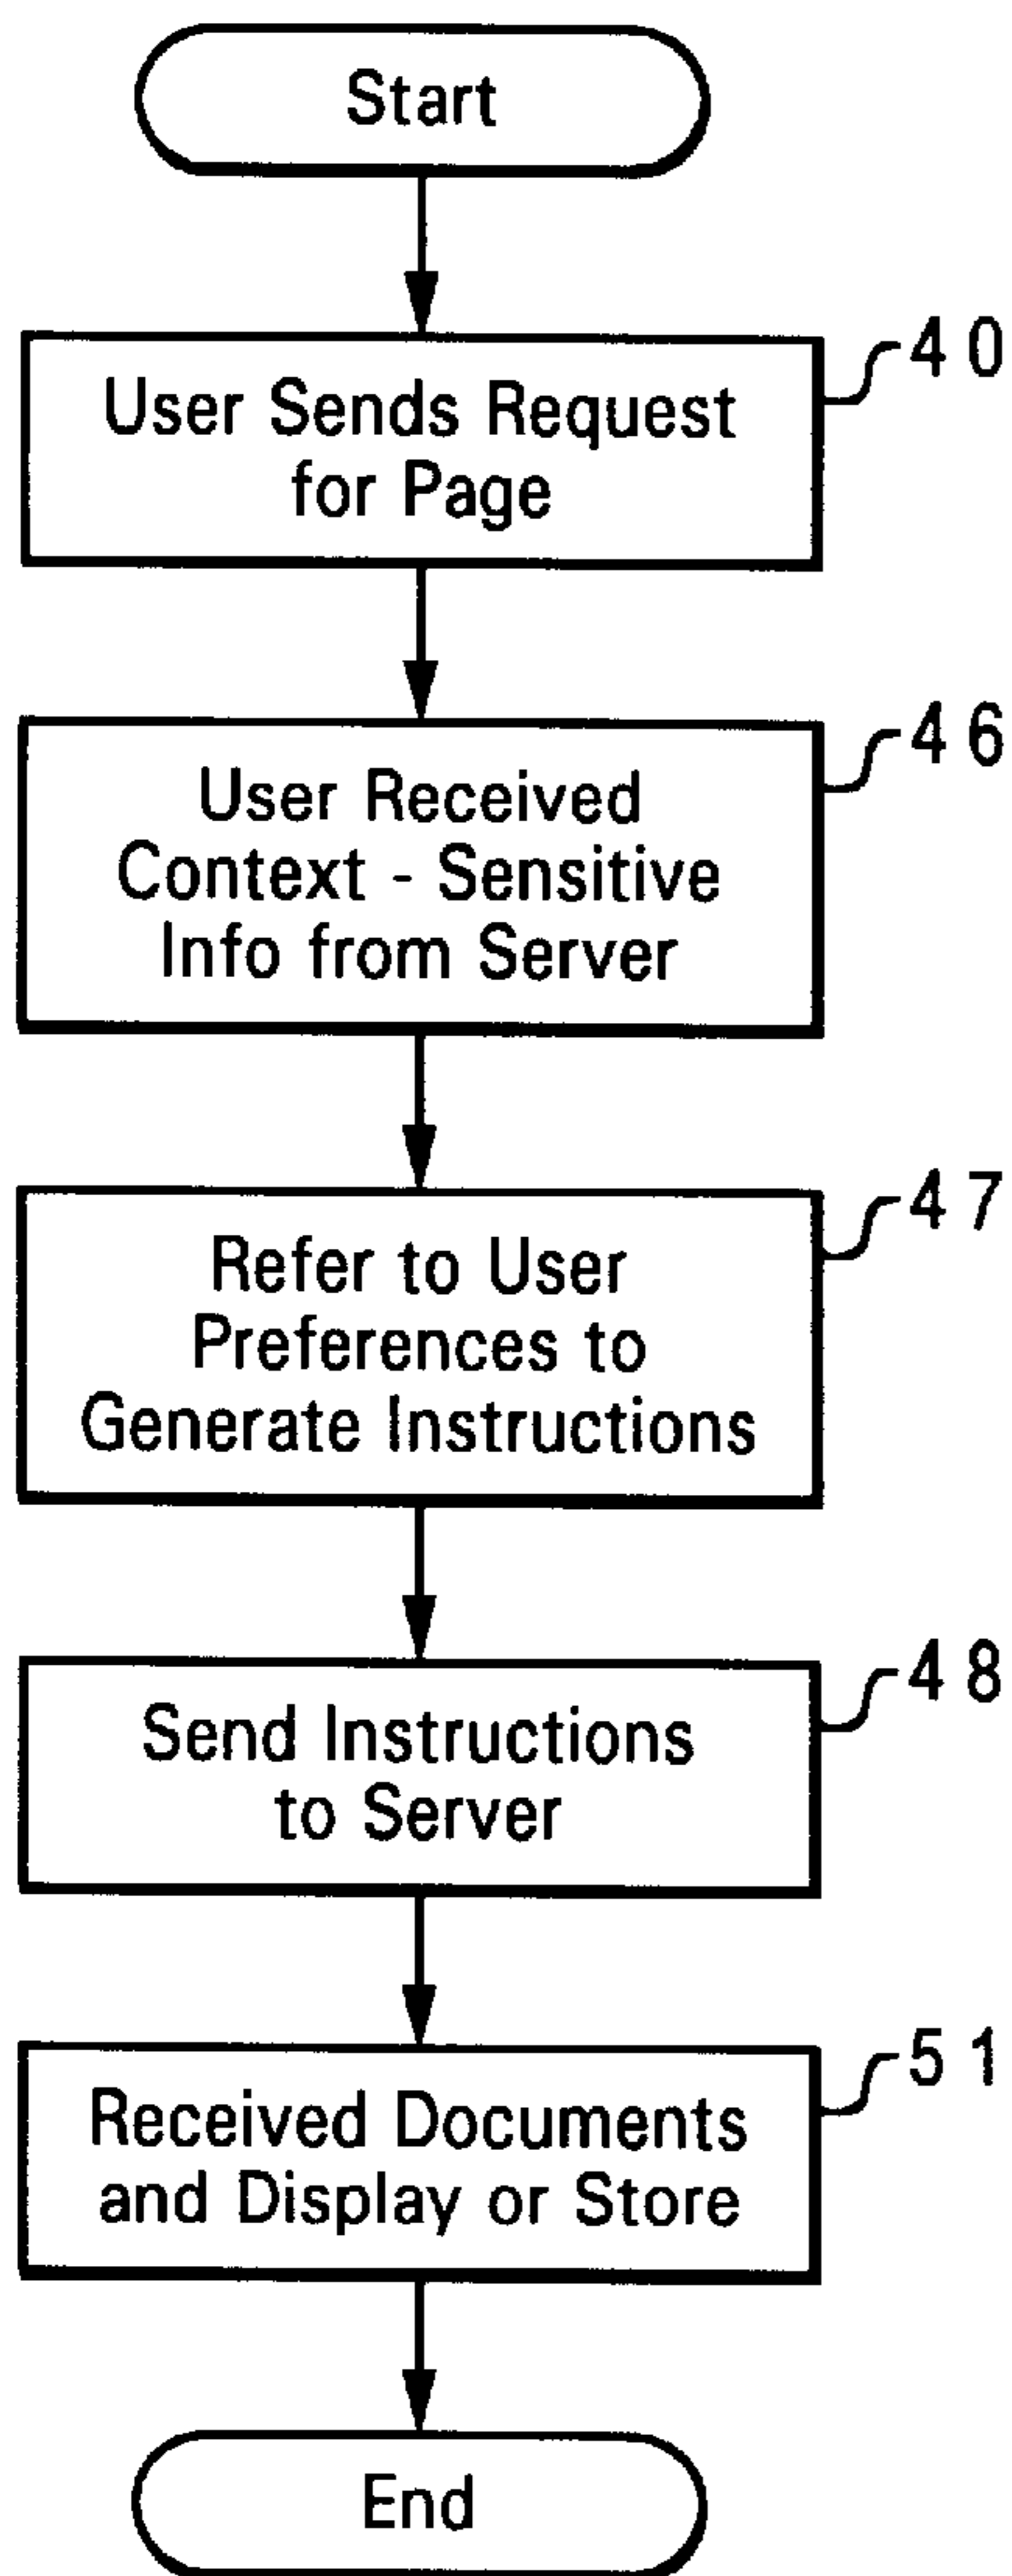 Start
40
User Sends Request
for Page
46
User Received
Context - Sensitive
Info from Server
47
Refer to User
Preferences to
Generate Instructions
48
Send Instructions
to Server
51
Received Documents
and Display or Store
End